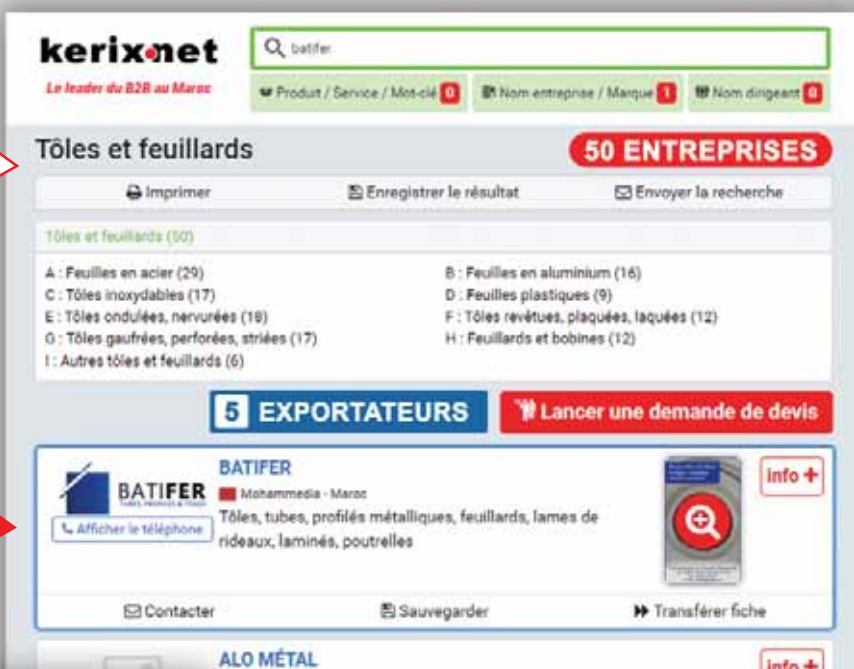 kerix•net
Le leader du B2B au Maroc
batifer
Produit / Service / Mot-clé 0
Nom entreprise / Marque 1
Nom dirigeant 0
Tôles et feuillards
50 ENTREPRISES
Imprimer
Enregistrer le résultat
Envoyer la recherche
Tôles et feuillards (50)
A : Feuilles en acier (29)
B : Feuilles en aluminium (16)
C : Tôles inoxydables (17)
D : Feuilles plastiques (9)
E : Tôles ondulées, nervurées (18)
F : Tôles revêtues, plaquées, laquées (12)
G : Tôles gaufrées, perforées, striées (17)
H : Feuillards et bobines (12)
I : Autres tôles et feuillards (6)
5 EXPORTATEURS
Lancer une demande de devis
BATIFER
BATIFER
Mohammedia - Maroc
Tôles, tubes, profilés métalliques, feuillards, lames de
rideaux, laminés, poutrelles
Afficher le téléphone
info +
Contacter
Sauvegarder
Transférer fiche
ALO MÉTAL
info +